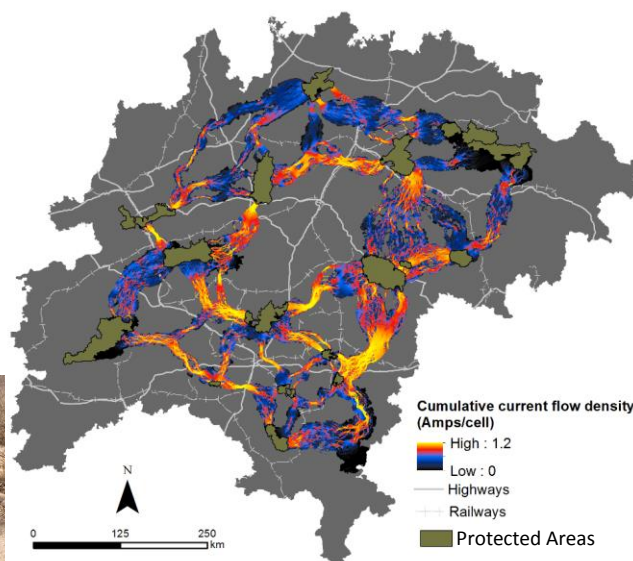 Cumulative current flow density
(Amps/cell)
High : 1.2
Low : 0
Highways
Railways
Protected Areas
N
0 125 250
km